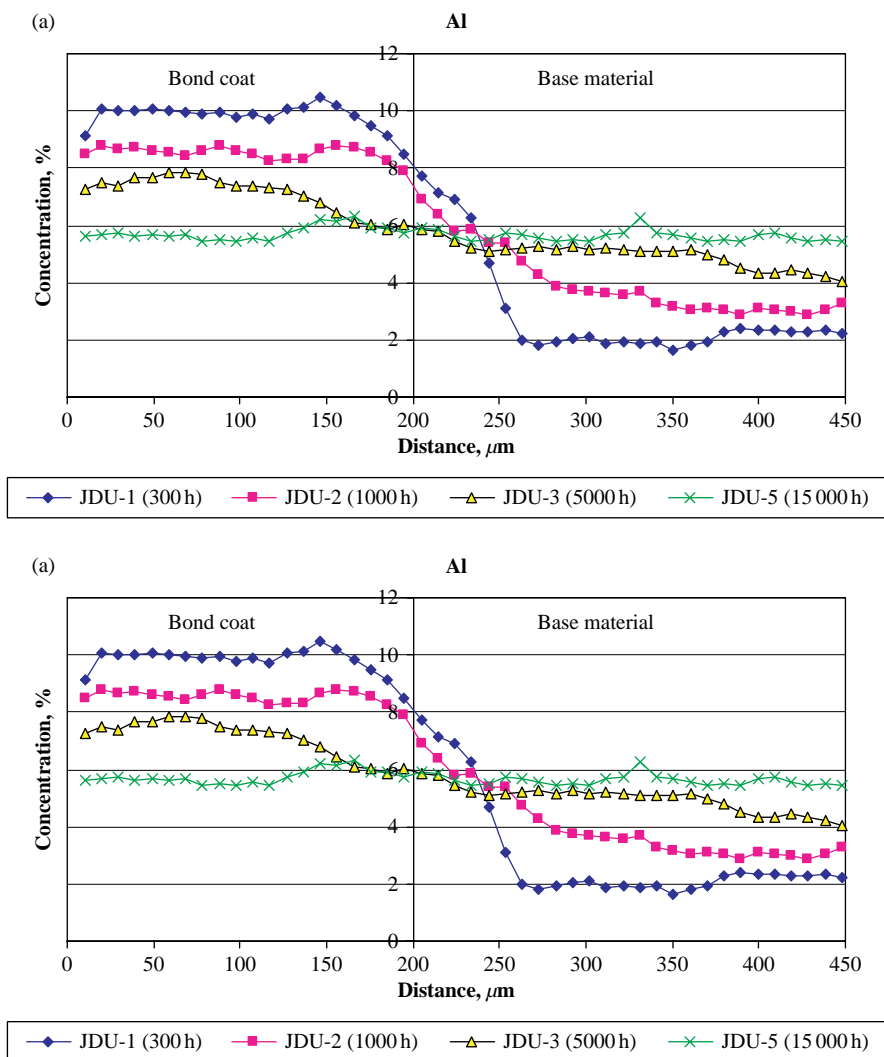 (a)
Al
12
10
8
6
4
2
0
Concentration, %
Bond coat
Base material
0 50 100 150 200 250 300 350 400 450
Distance, μm
JDU-1 (300 h) JDU-2 (1000 h) JDU-3 (5000 h) JDU-5 (15 000 h)
(a)
Al
12
10
8
6
4
2
0
Concentration, %
Bond coat
Base material
0 50 100 150 200 250 300 350 400 450
Distance, μm
JDU-1 (300 h) JDU-2 (1000 h) JDU-3 (5000 h) JDU-5 (15 000 h)